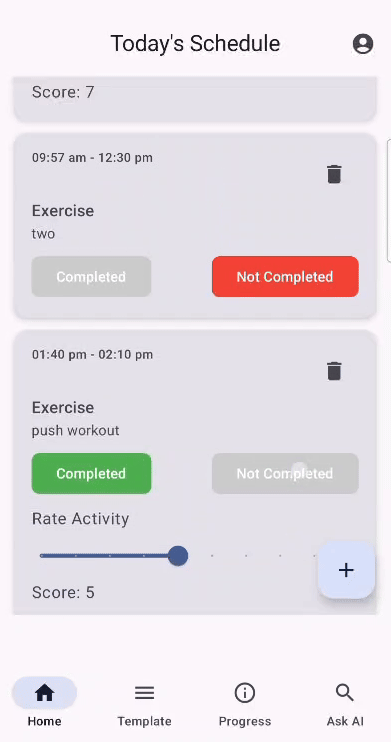 Today's Schedule
Score: 7
09:57 am - 12:30 pm
Exercise
two
Completed
Not Completed
01:40 pm - 02:10 pm
Exercise
push workout
Completed
Not Completed
Rate Activity
Score: 5
Home
Template
Progress
Ask AI